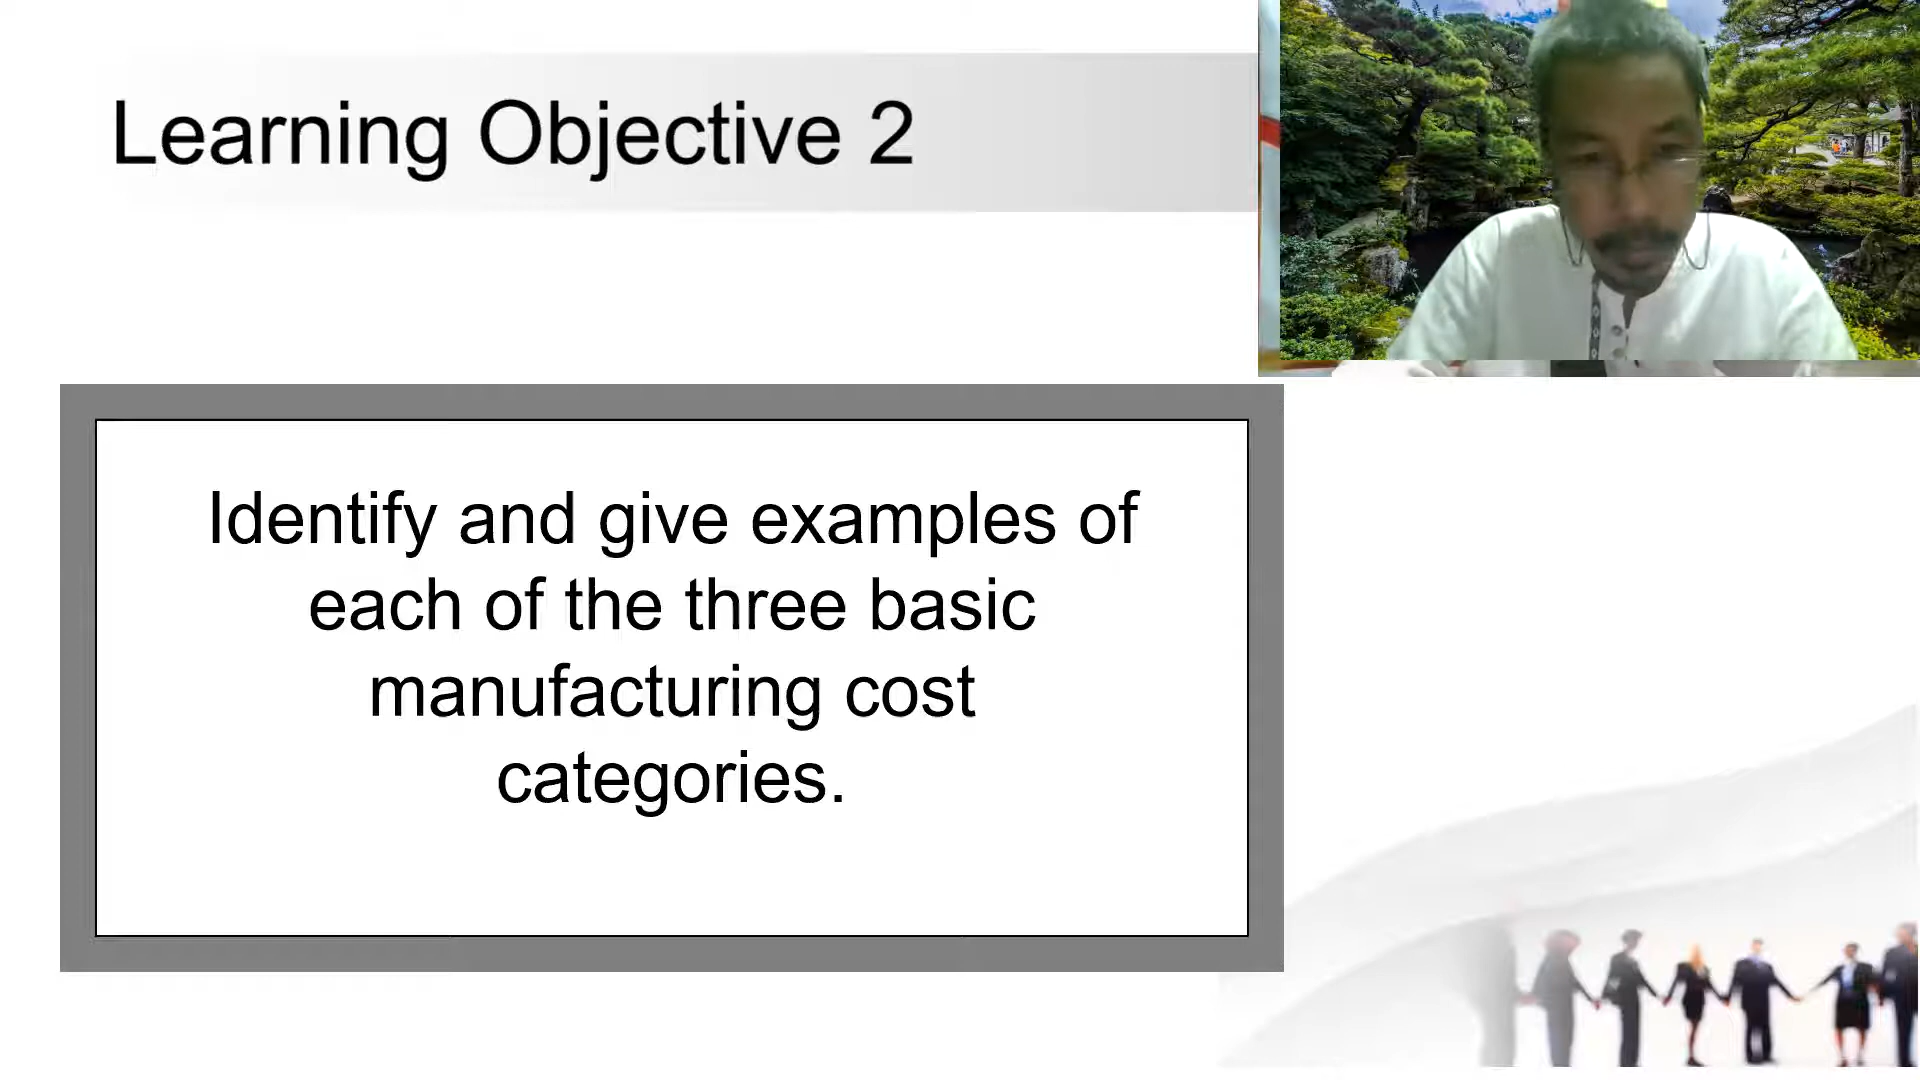 Learning Objective 2
Identify and give examples of
each of the three basic
manufacturing cost
categories.